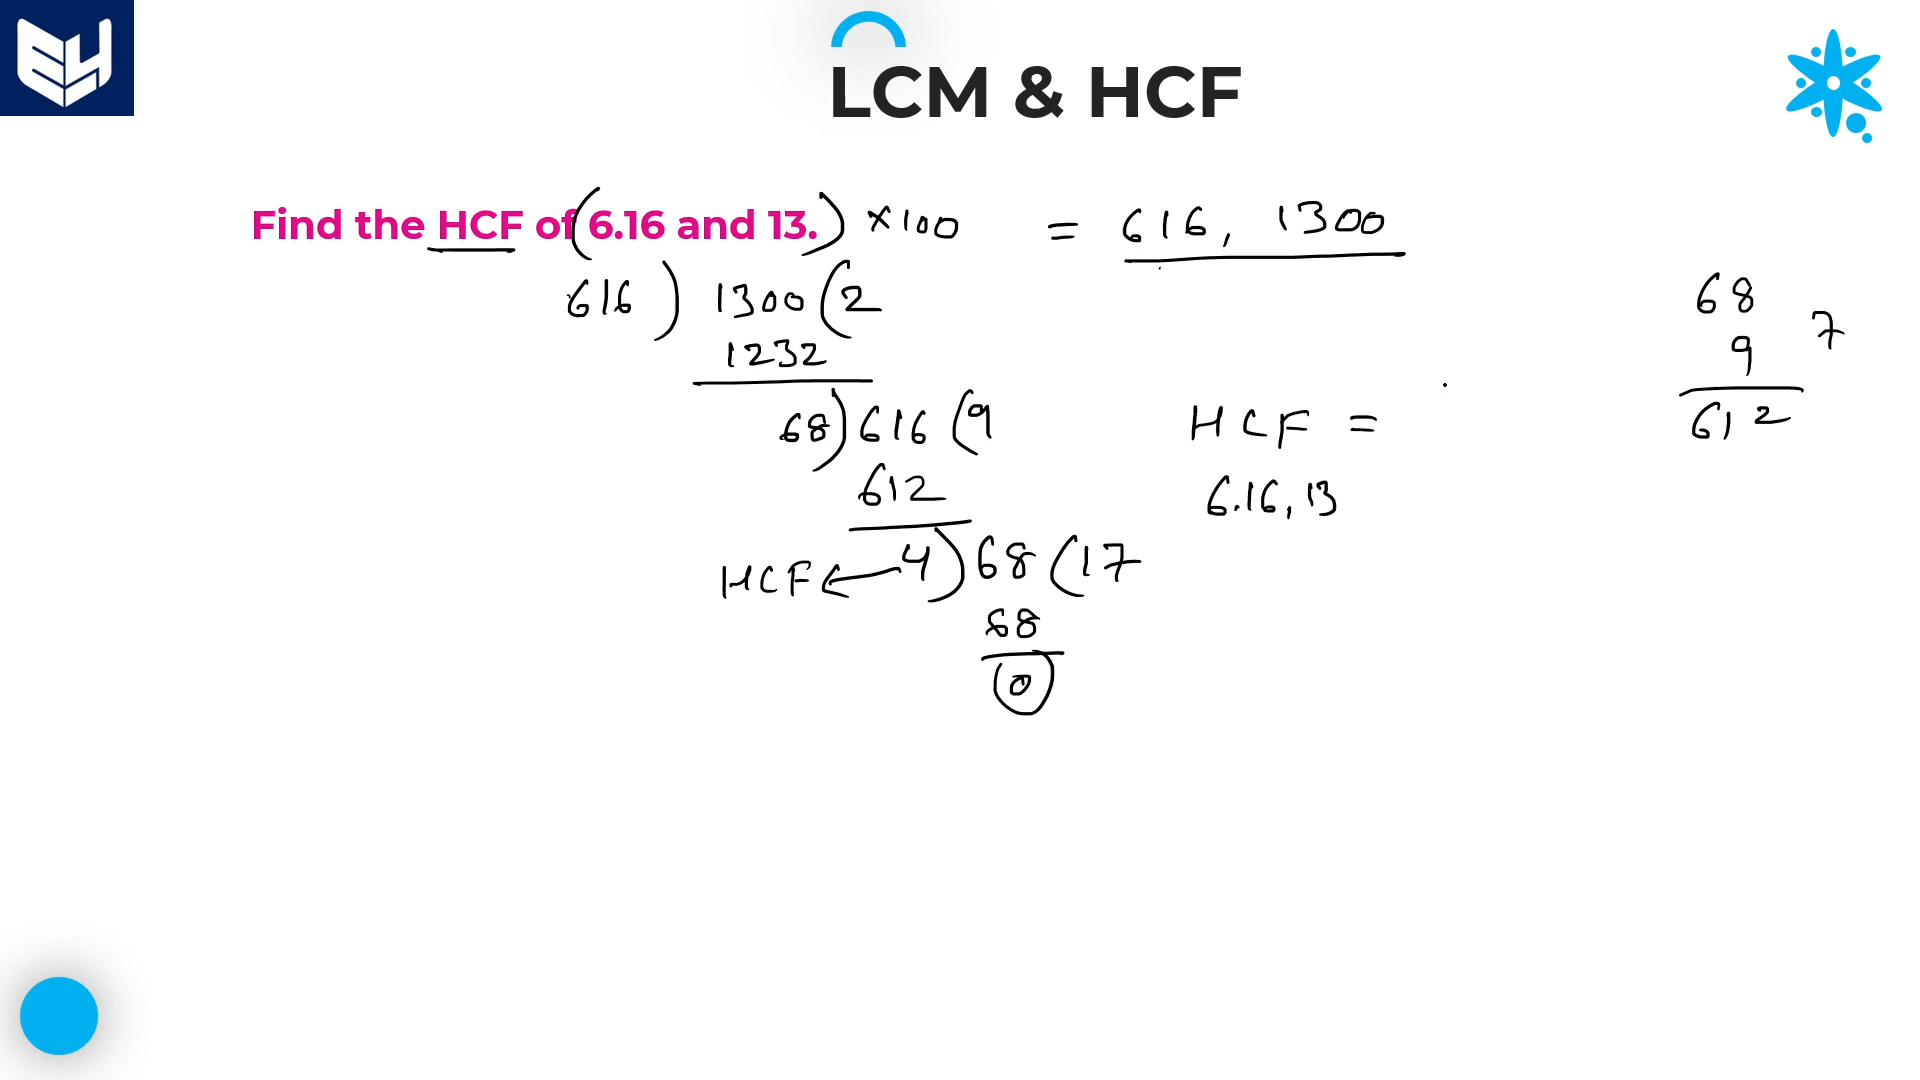 LCM & HCF
Find the HCF of (6.16 and 13.) ×100 = 616, 1300
616) 1300 (2
1232
68) 616 (9
612
HCF ← 4) 68 (17
68
0
HCF =
6.16, 13
68
9 7
612